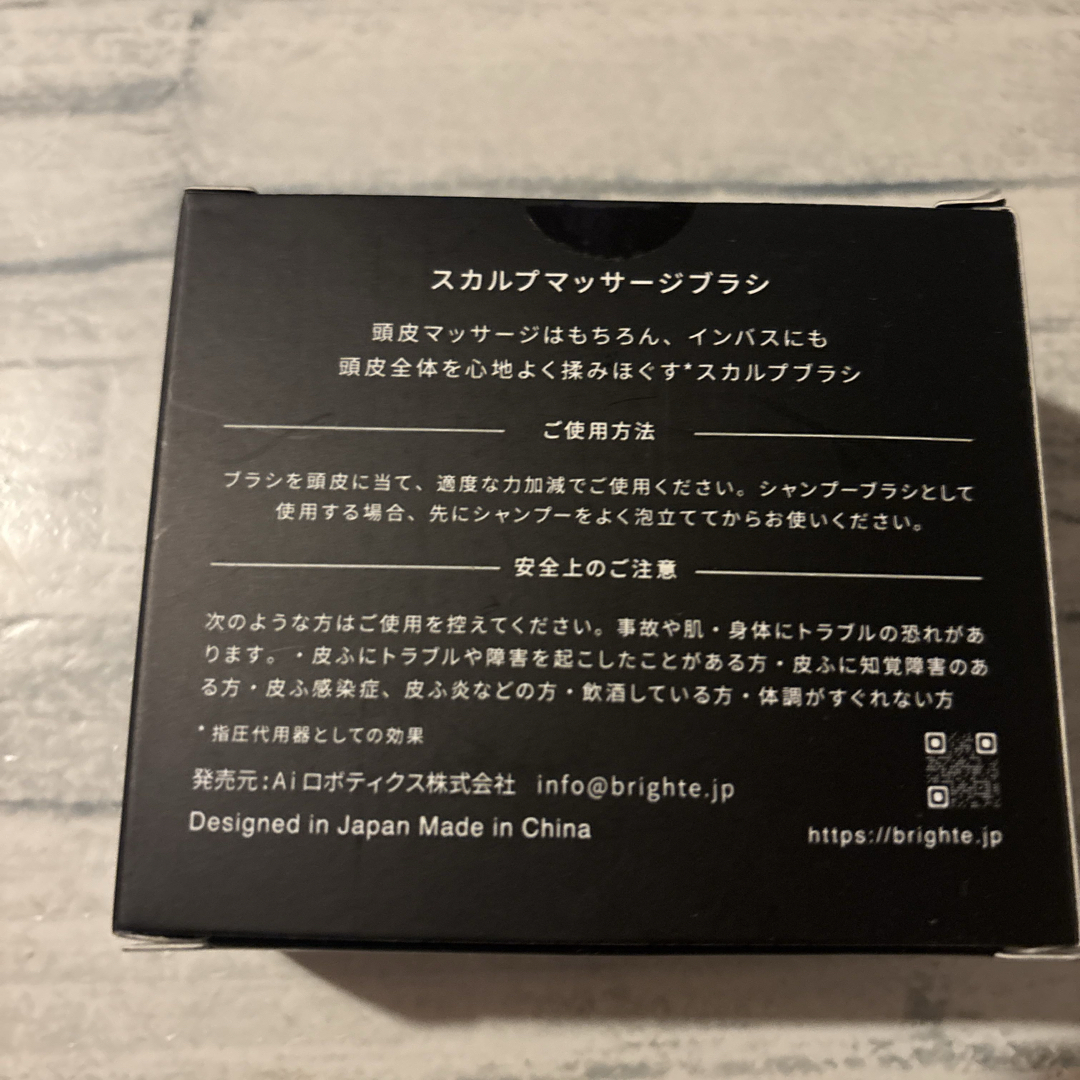 スカルプマッサージブラシ
頭皮マッサージはもちろん、インバスにも
頭皮全体を心地よく揉みほぐす*スカルプブラシ
ご使用方法
ブラシを頭皮に当て、適度な力加減でご使用ください。シャンプーブラシとして
使用する場合、先にシャンプーをよく泡立ててからお使いください。
安全上のご注意
次のような方はご使用を控えてください。事故や肌・身体にトラブルの恐れがあ
ります。・皮ふにトラブルや障害を起こしたことがある方・皮ふに知覚障害のあ
る方・皮ふ感染症、皮ふ炎などの方・飲酒している方・体調がすぐれない方
*指圧代用器としての効果
発売元:Aiロボティクス株式会社 info@brighte.jp
Designed in Japan Made in China
https://brighte.jp